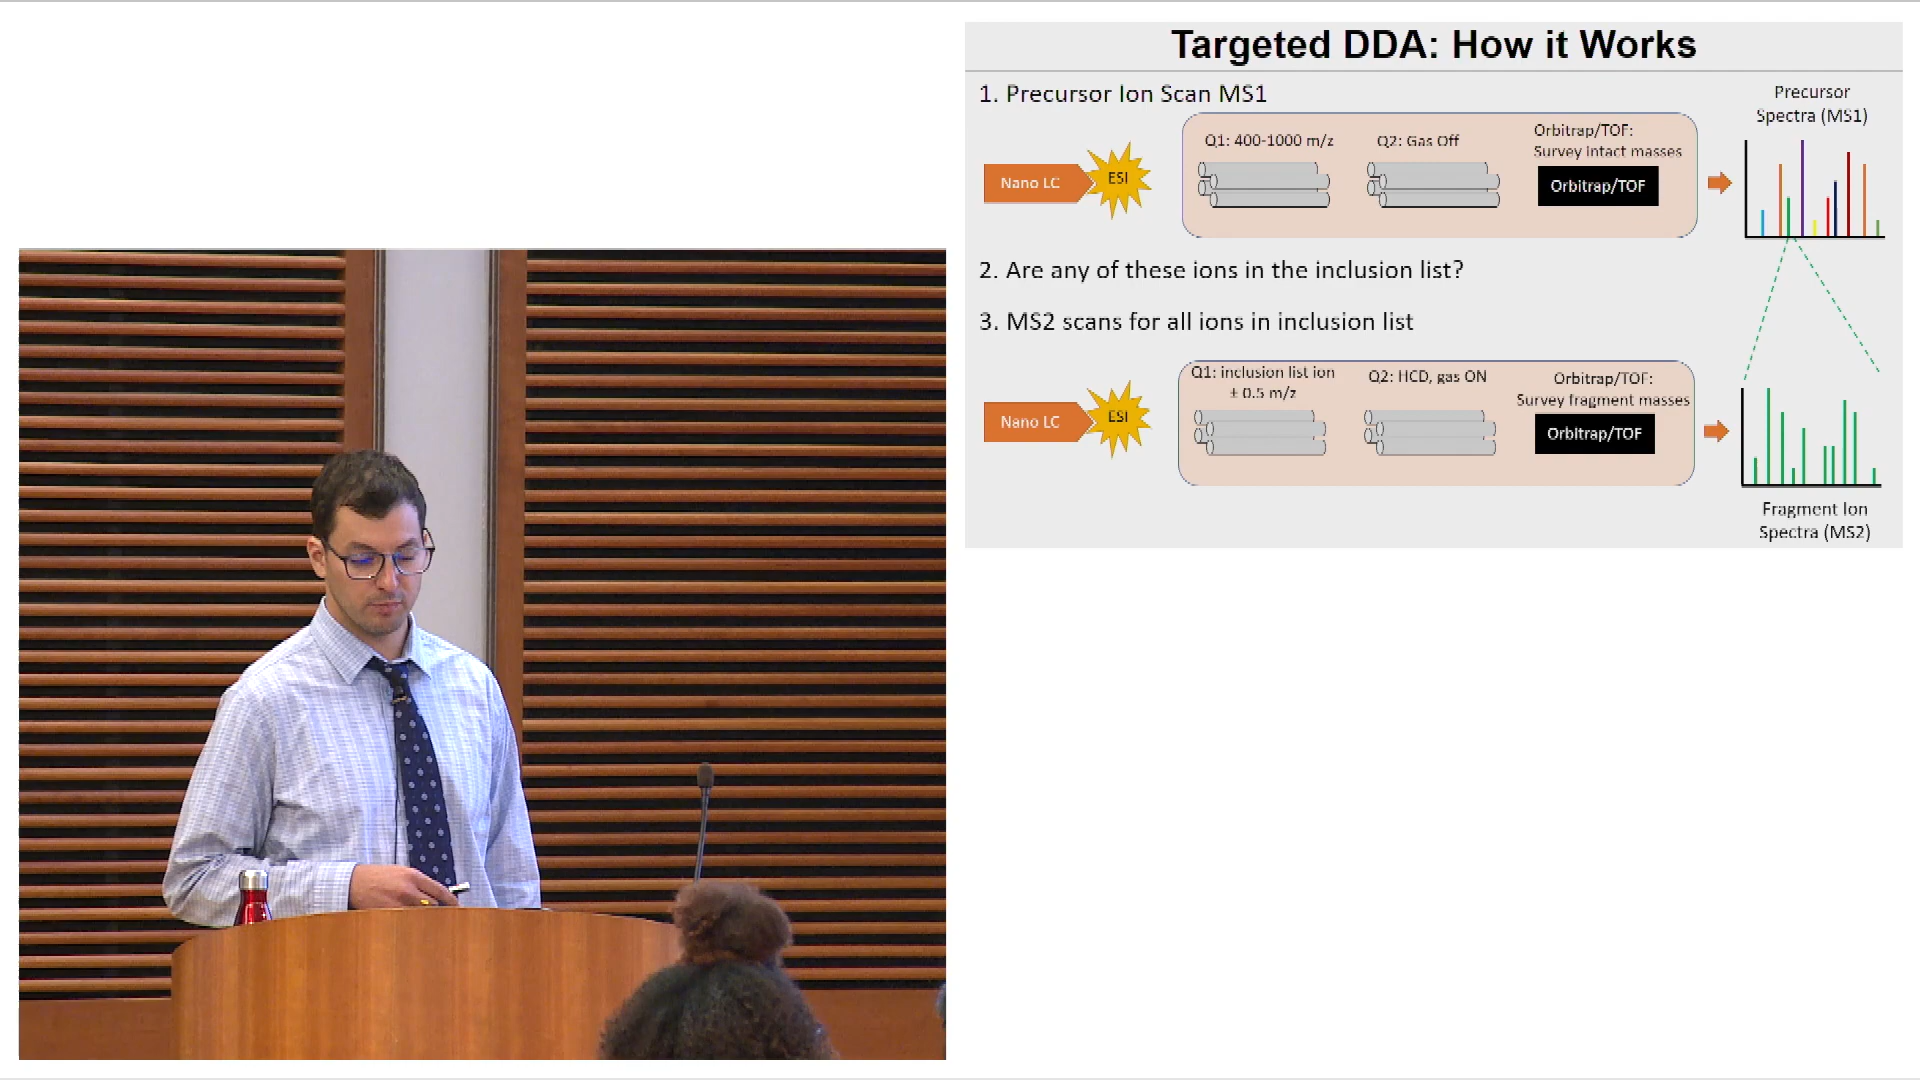 Targeted DDA: How it Works
1. Precursor Ion Scan MS1
Nano LC
ESI
Q1: 400-1000 m/z
Q2: Gas Off
Orbitrap/TOF:
Survey intact masses
Orbitrap/TOF
Precursor
Spectra (MS1)
2. Are any of these ions in the inclusion list?
3. MS2 scans for all ions in inclusion list
Nano LC
ESI
Q1: inclusion list ion
± 0.5 m/z
Q2: HCD, gas ON
Orbitrap/TOF:
Survey fragment masses
Orbitrap/TOF
Fragment Ion
Spectra (MS2)